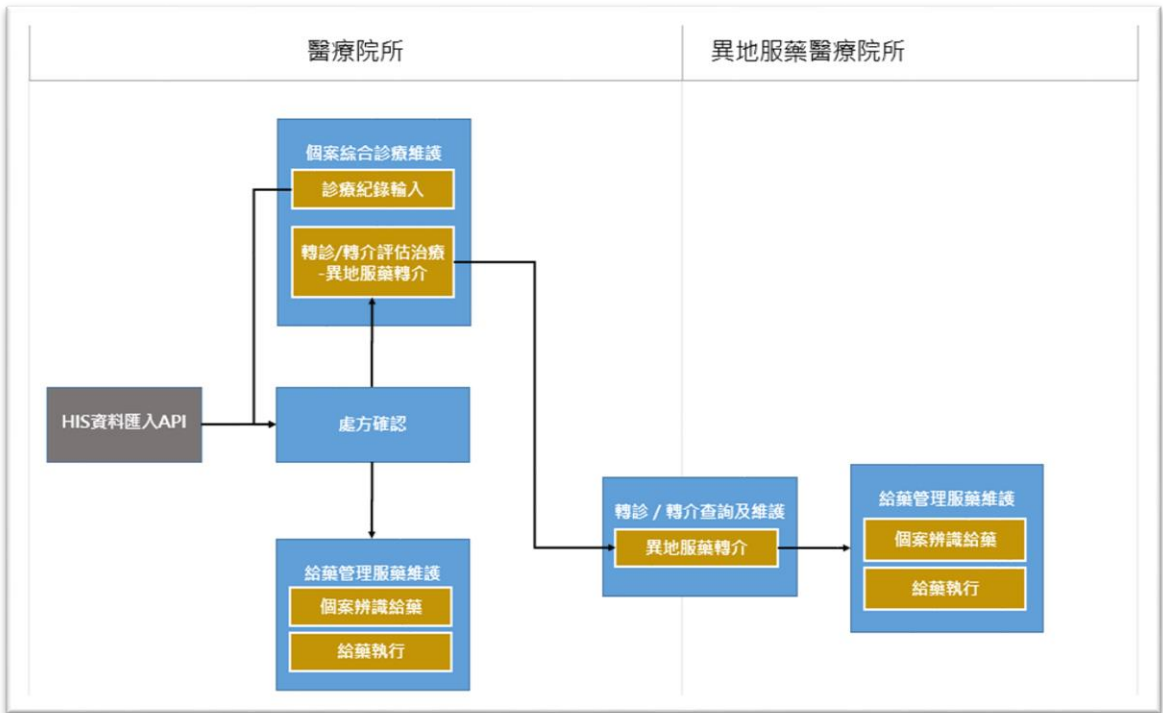 醫療院所
異地服藥醫療院所
個案綜合診療維護
診療紀錄輸入
轉診/轉介評估治療
-異地服藥轉介
HIS資料匯入API
處方確認
給藥管理服藥維護
個案辨識給藥
給藥執行
轉診 / 轉介查詢及維護
異地服藥轉介
給藥管理服藥維護
個案辨識給藥
給藥執行